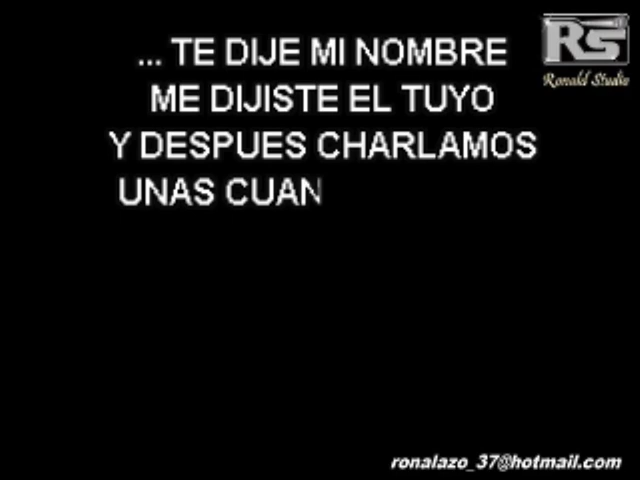 ... TE DIJE MI NOMBRE
ME DIJISTE EL TUYO
Y DESPUES CHARLAMOS
UNAS CUAN
RS
Ronald Studio
ronalazo_37@hotmail.com